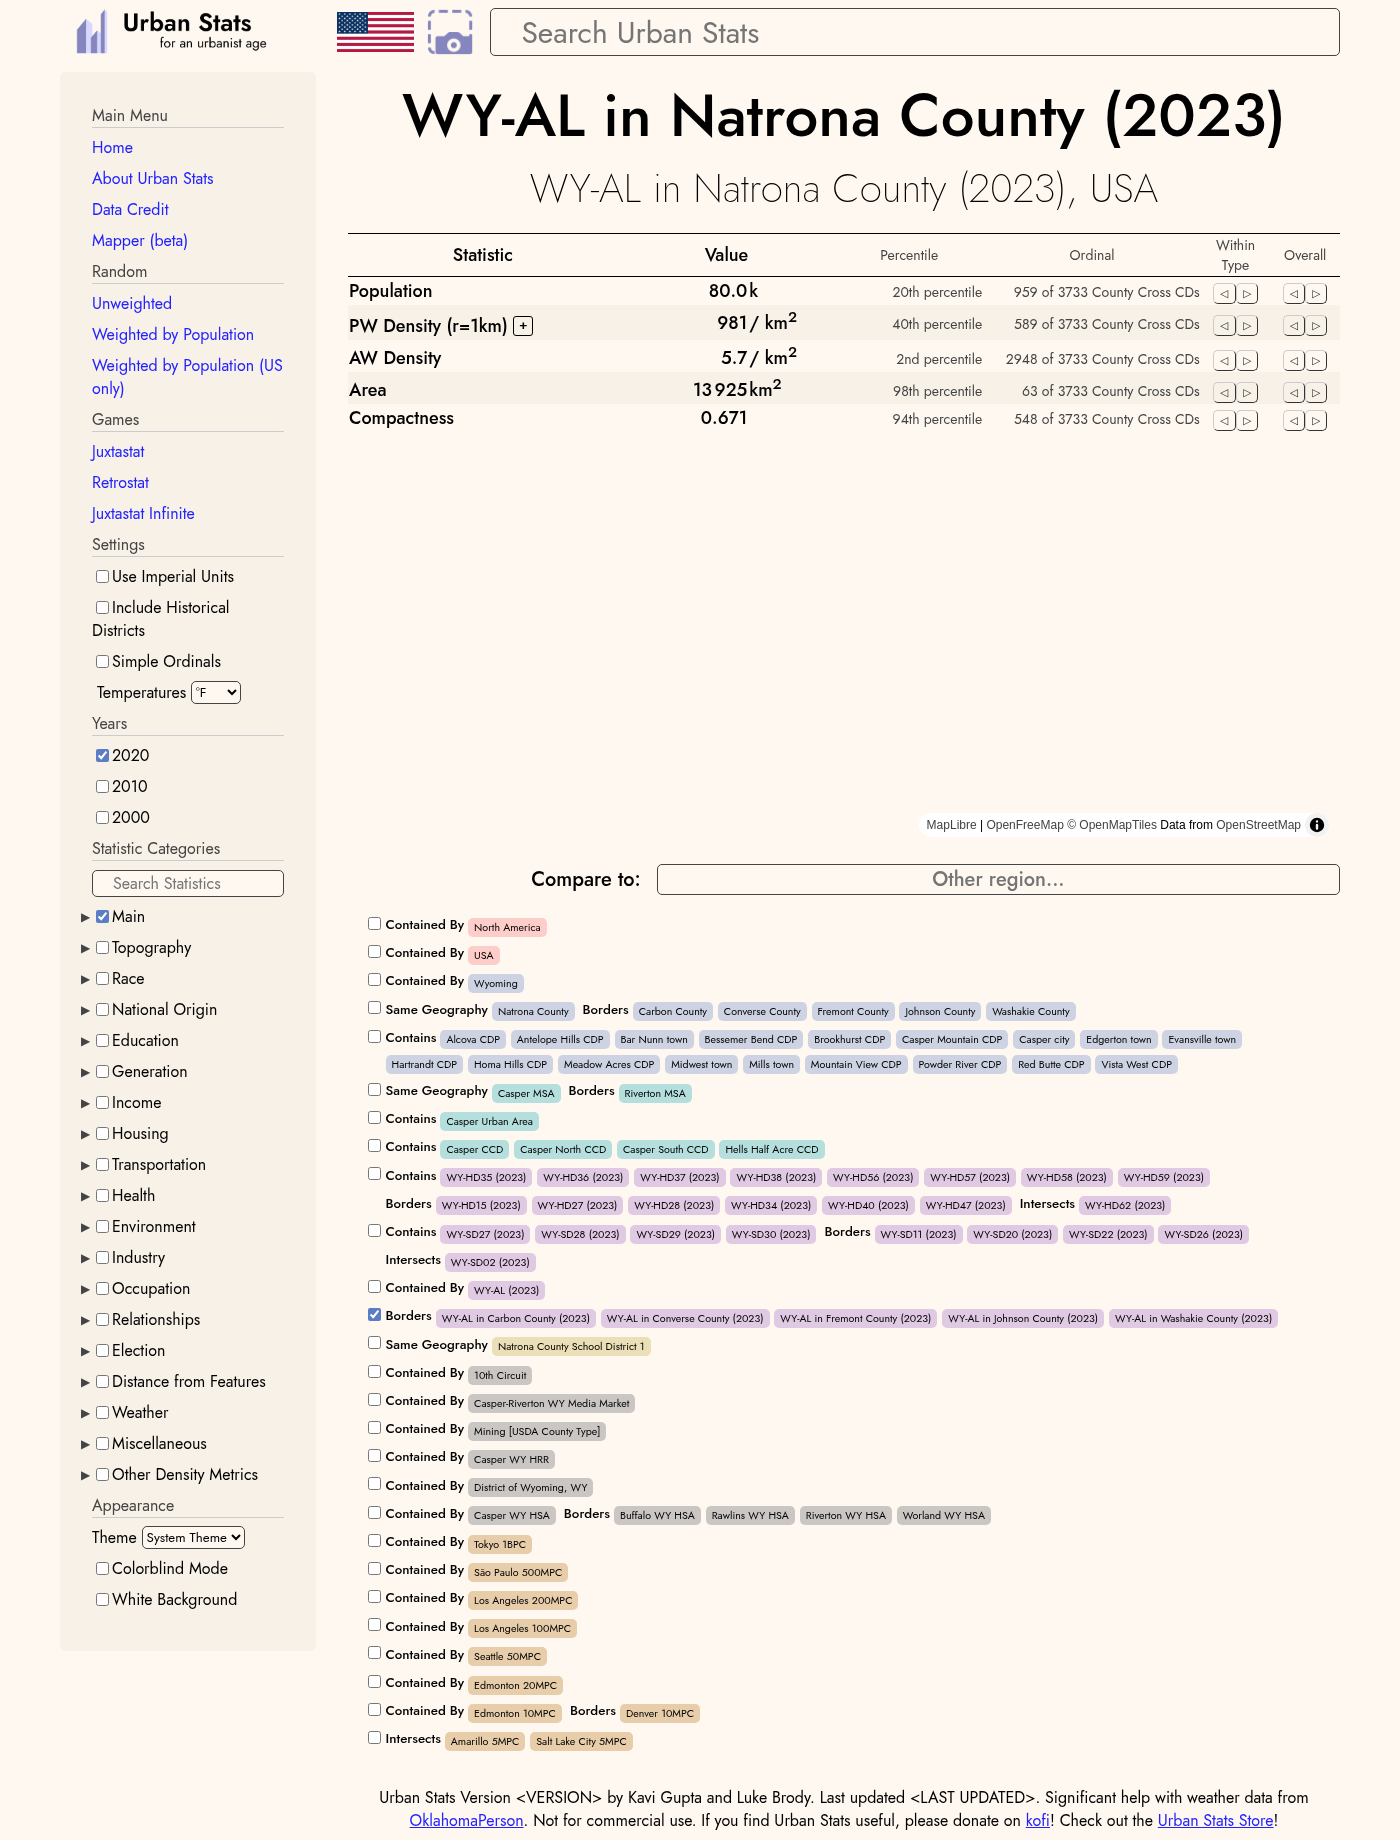 Urban Stats
for an urbanist age
Search Urban Stats
Main Menu
Home
About Urban Stats
Data Credit
Mapper (beta)
Random
Unweighted
Weighted by Population
Weighted by Population (US
only)
Games
Juxtastat
Retrostat
Juxtastat Infinite
Settings
Use Imperial Units
Include Historical
Districts
Simple Ordinals
Temperatures °F
Years
2020
2010
2000
Statistic Categories
Search Statistics
Main
Topography
Race
National Origin
Education
Generation
Income
Housing
Transportation
Health
Environment
Industry
Occupation
Relationships
Election
Distance from Features
Weather
Miscellaneous
Other Density Metrics
Appearance
Theme System Theme
Colorblind Mode
White Background
WY-AL in Natrona County (2023)
WY-AL in Natrona County (2023), USA
Statistic Value Percentile Ordinal Within Type Overall
Population 80.0 k 20th percentile 959 of 3733 County Cross CDs
PW Density (r=1km) + 981 / km2 40th percentile 589 of 3733 County Cross CDs
AW Density 5.7 / km2 2nd percentile 2948 of 3733 County Cross CDs
Area 13 925 km2 98th percentile 63 of 3733 County Cross CDs
Compactness 0.671 94th percentile 548 of 3733 County Cross CDs
MapLibre | OpenFreeMap © OpenMapTiles Data from OpenStreetMap
Compare to: Other region...
Contained By North America
Contained By USA
Contained By Wyoming
Same Geography Natrona County Borders Carbon County Converse County Fremont County Johnson County Washakie County
Contains Alcova CDP Antelope Hills CDP Bar Nunn town Bessemer Bend CDP Brookhurst CDP Casper Mountain CDP Casper city Edgerton town Evansville town
Hartrandt CDP Homa Hills CDP Meadow Acres CDP Midwest town Mills town Mountain View CDP Powder River CDP Red Butte CDP Vista West CDP
Same Geography Casper MSA Borders Riverton MSA
Contains Casper Urban Area
Contains Casper CCD Casper North CCD Casper South CCD Hells Half Acre CCD
Contains WY-HD35 (2023) WY-HD36 (2023) WY-HD37 (2023) WY-HD38 (2023) WY-HD56 (2023) WY-HD57 (2023) WY-HD58 (2023) WY-HD59 (2023)
Borders WY-HD15 (2023) WY-HD27 (2023) WY-HD28 (2023) WY-HD34 (2023) WY-HD40 (2023) WY-HD47 (2023) Intersects WY-HD62 (2023)
Contains WY-SD27 (2023) WY-SD28 (2023) WY-SD29 (2023) WY-SD30 (2023) Borders WY-SD11 (2023) WY-SD20 (2023) WY-SD22 (2023) WY-SD26 (2023)
Intersects WY-SD02 (2023)
Contained By WY-AL (2023)
Borders WY-AL in Carbon County (2023) WY-AL in Converse County (2023) WY-AL in Fremont County (2023) WY-AL in Johnson County (2023) WY-AL in Washakie County (2023)
Same Geography Natrona County School District 1
Contained By 10th Circuit
Contained By Casper-Riverton WY Media Market
Contained By Mining [USDA County Type]
Contained By Casper WY HRR
Contained By District of Wyoming, WY
Contained By Casper WY HSA Borders Buffalo WY HSA Rawlins WY HSA Riverton WY HSA Worland WY HSA
Contained By Tokyo 1BPC
Contained By São Paulo 500MPC
Contained By Los Angeles 200MPC
Contained By Los Angeles 100MPC
Contained By Seattle 50MPC
Contained By Edmonton 20MPC
Contained By Edmonton 10MPC Borders Denver 10MPC
Intersects Amarillo 5MPC Salt Lake City 5MPC
Urban Stats Version <VERSION> by Kavi Gupta and Luke Brody. Last updated <LAST UPDATED>. Significant help with weather data from
OklahomaPerson. Not for commercial use. If you find Urban Stats useful, please donate on kofi! Check out the Urban Stats Store!